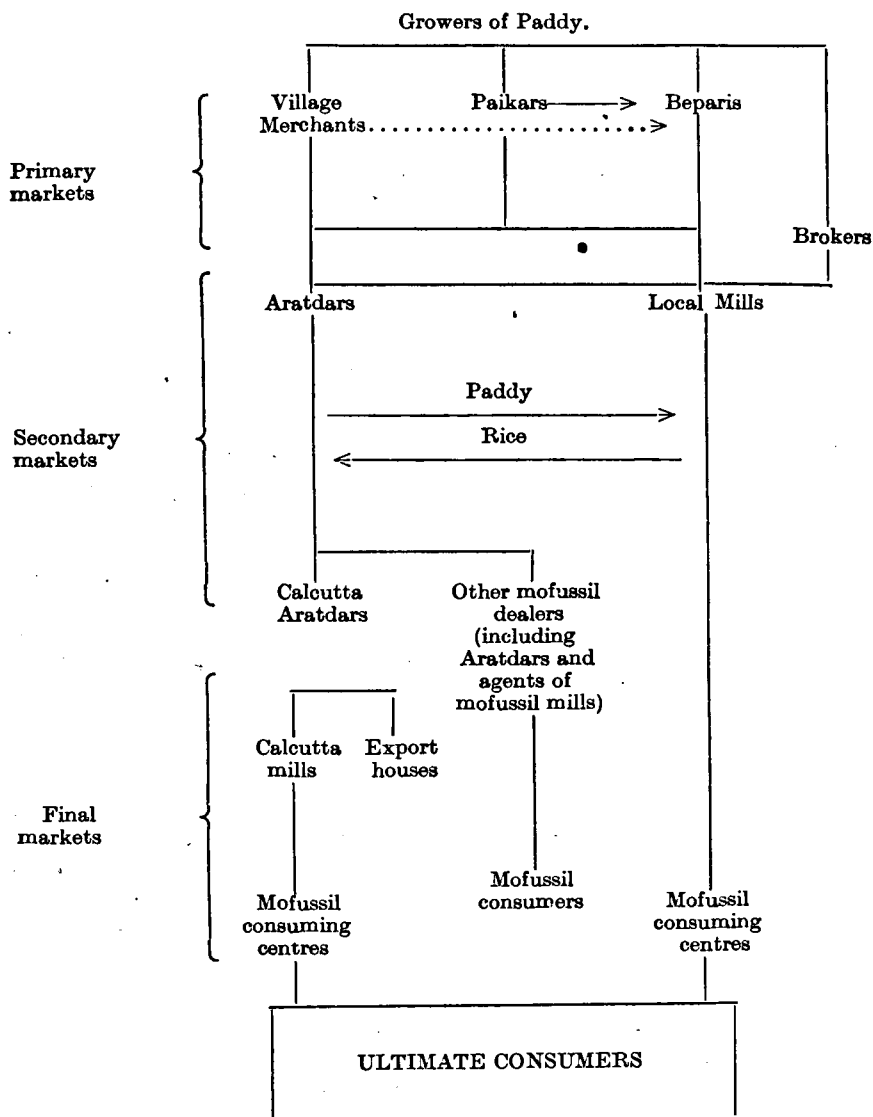 Growers of Paddy.
Village
Merchants
Paikars
Beparis
Primary
markets
Brokers
Aratdars
Local Mills
Paddy
Rice
Secondary
markets
Calcutta
Aratdars
Other mofussil
dealers
(including
Aratdars and
agents of
mofussil mills)
Calcutta
mills
Export
houses
Final
markets
Mofussil
consuming
centres
Mofussil
consumers
Mofussil
consuming
centres
ULTIMATE CONSUMERS